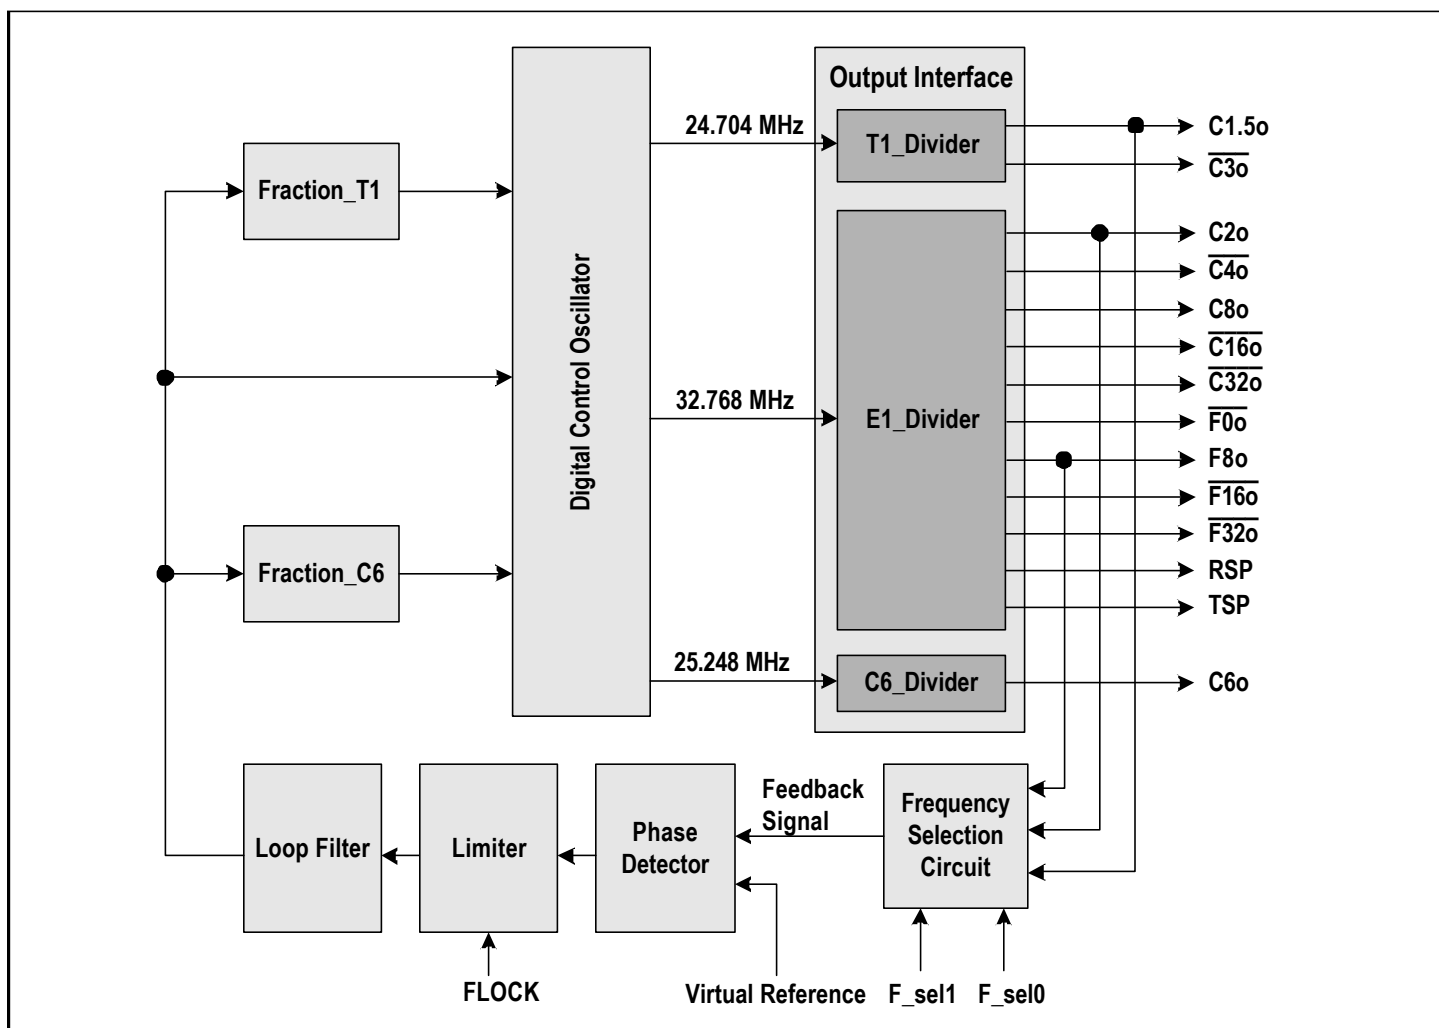 Output Interface
24.704 MHz
T1_Divider
C1.5o
C3o
Fraction_T1
C2o
C4o
C8o
C16o
C32o
Digital Control Oscillator
32.768 MHz
E1_Divider
F0o
F8o
F16o
F32o
Fraction_C6
RSP
TSP
25.248 MHz
C6_Divider
C6o
Loop Filter
Limiter
Phase
Detector
Feedback
Signal
Frequency
Selection
Circuit
FLOCK
Virtual Reference
F_sel1
F_sel0